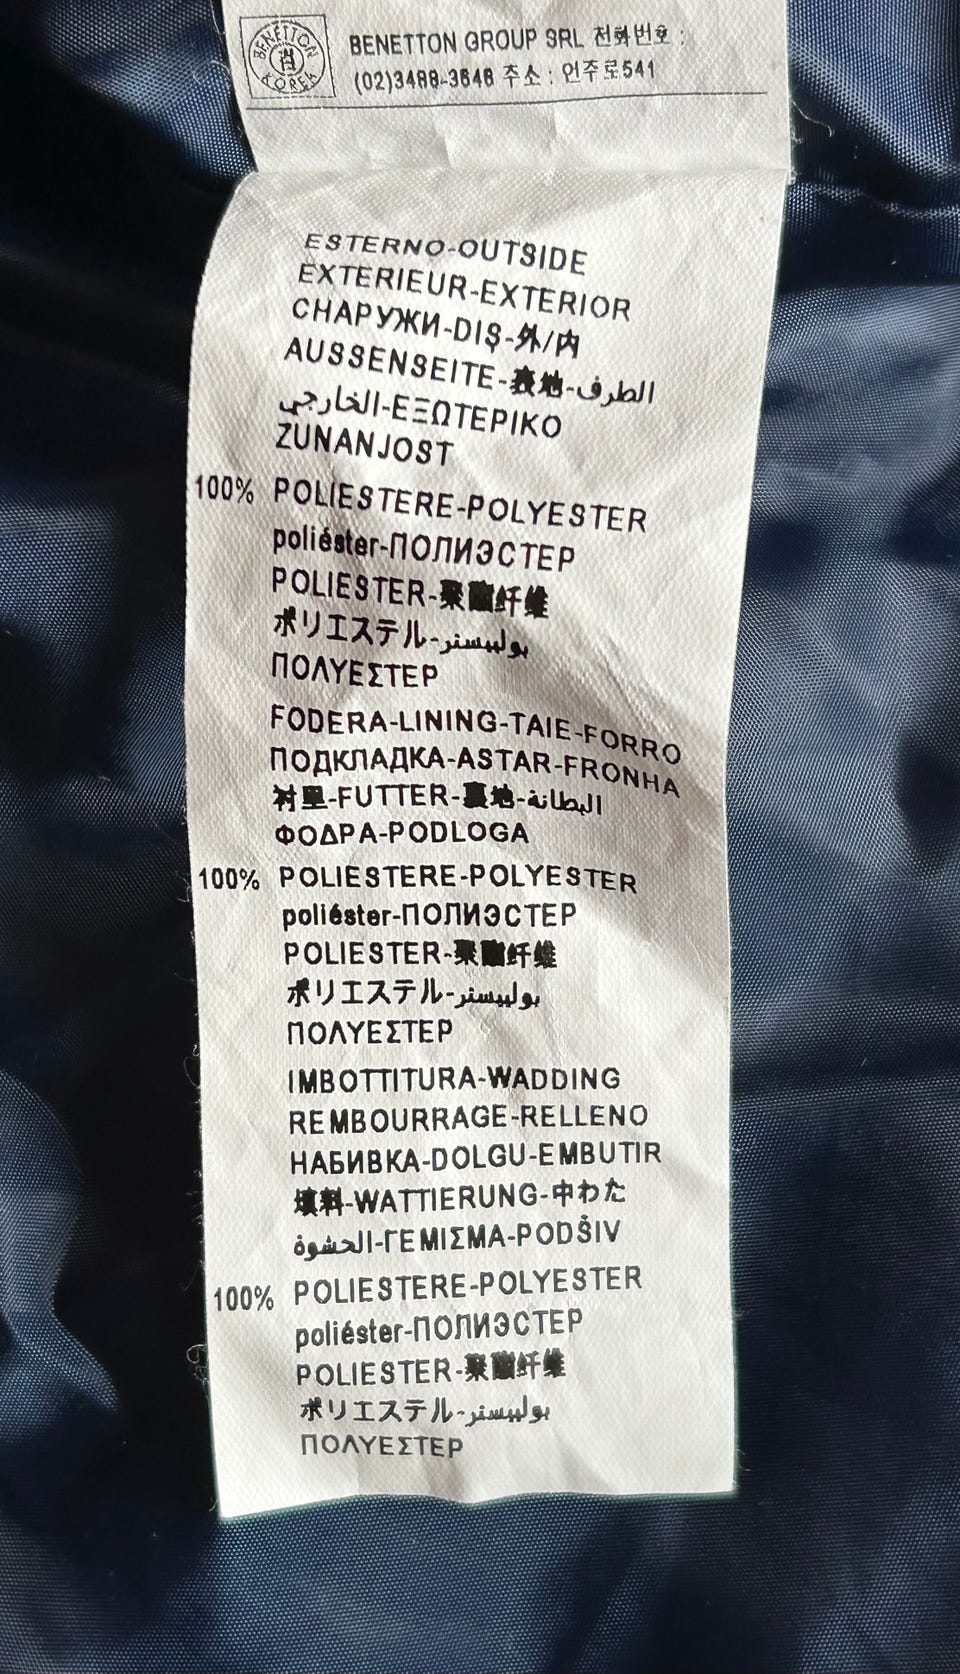 BENETTON KOREA
BENETTON GROUP SRL 전화번호 :
(02)3488-3648 주소 : 언주로541
ESTERNO-OUTSIDE
EXTERIEUR-EXTERIOR
СНАРУЖИ-DIŞ-外/内
AUSSENSEITE-表地-الطرف
الخارجي-ΕΞΩΤΕΡΙΚΟ
ZUNANJOST
100% POLIESTERE-POLYESTER
poliéster-ПОЛИЭСТЕР
POLIESTER-聚酯纤维
ポリエステル-بوليستر
ΠΟΛΥΕΣΤΕΡ
FODERA-LINING-TAIE-FORRO
ПОДКЛАДКА-ASTAR-FRONHA
衬里-FUTTER-裏地-البطانة
ΦΟΔΡΑ-PODLOGA
100% POLIESTERE-POLYESTER
poliéster-ПОЛИЭСТЕР
POLIESTER-聚酯纤维
ポリエステル-بوليستر
ΠΟΛΥΕΣΤΕΡ
IMBOTTITURA-WADDING
REMBOURRAGE-RELLENO
НАБИВКА-DOLGU-EMBUTIR
填料-WATTIERUNG-中わた
الحشوة-ΓΕΜΙΣΜΑ-PODŠIV
100% POLIESTERE-POLYESTER
poliéster-ПОЛИЭСТЕР
POLIESTER-聚酯纤维
ポリエステル-بوليستر
ΠΟΛΥΕΣΤΕΡ